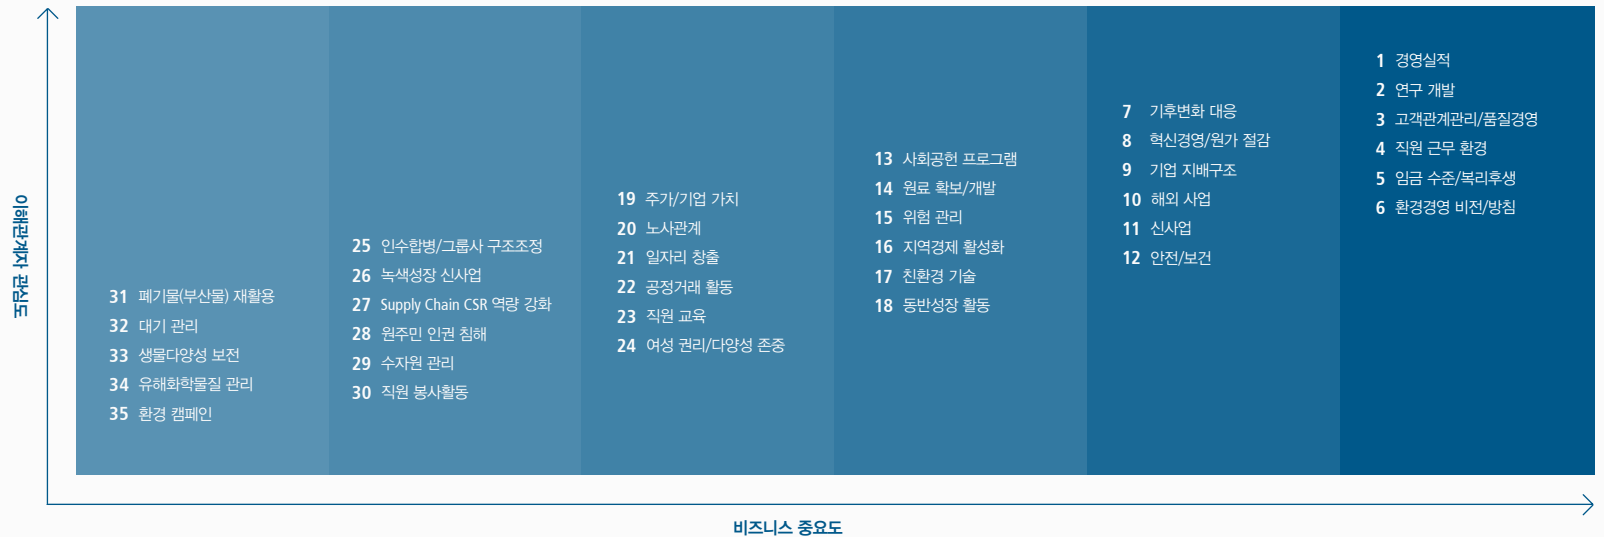 이해관계자 관심도
31 폐기물(부산물) 재활용
32 대기 관리
33 생물다양성 보전
34 유해화학물질 관리
35 환경 캠페인
25 인수합병/그룹사 구조조정
26 녹색성장 신사업
27 Supply Chain CSR 역량 강화
28 원주민 인권 침해
29 수자원 관리
30 직원 봉사활동
19 주가/기업 가치
20 노사관계
21 일자리 창출
22 공정거래 활동
23 직원 교육
24 여성 권리/다양성 존중
13 사회공헌 프로그램
14 원료 확보/개발
15 위험 관리
16 지역경제 활성화
17 친환경 기술
18 동반성장 활동
7 기후변화 대응
8 혁신경영/원가 절감
9 기업 지배구조
10 해외 사업
11 신사업
12 안전/보건
1 경영실적
2 연구 개발
3 고객관계관리/품질경영
4 직원 근무 환경
5 임금 수준/복리후생
6 환경경영 비전/방침
비즈니스 중요도